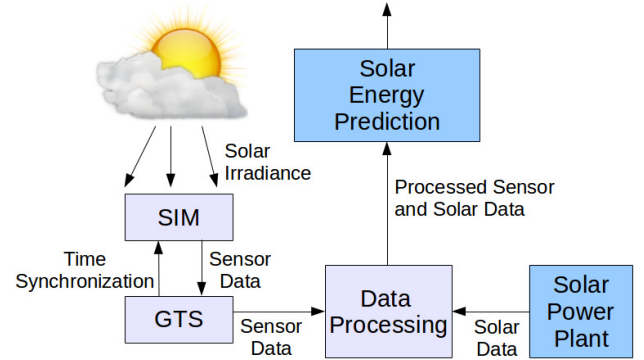 Solar
Energy
Prediction
Solar
Irradiance
Processed Sensor
and Solar Data
SIM
Time
Synchronization
Sensor
Data
GTS
Sensor
Data
Data
Processing
Solar
Data
Solar
Power
Plant